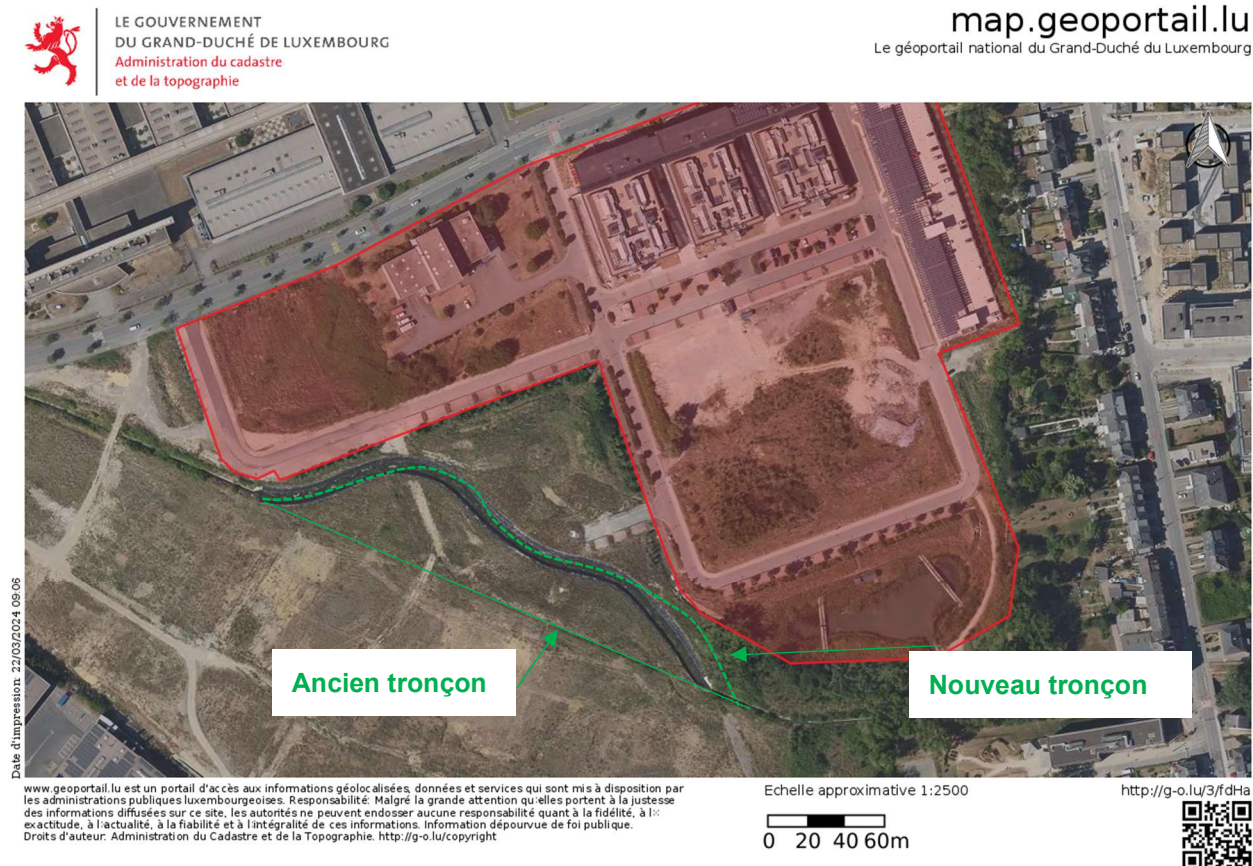 LE GOUVERNEMENT
DU GRAND-DUCHÉ DE LUXEMBOURG
Administration du cadastre
et de la topographie
map.geoportail.lu
Le géoportail national du Grand-Duché du Luxembourg
Date d'impression: 22/03/2024 09:06
Ancien tronçon
Nouveau tronçon
www.geoportail.lu est un portail d'accès aux informations géolocalisées, données et services qui sont mis à disposition par
les administrations publiques luxembourgeoises. Responsabilité: Malgré la grande attention qu'elles portent à la justesse
des informations diffusées sur ce site, les autorités ne peuvent endosser aucune responsabilité quant à la fidélité, à l'
exactitude, à l'actualité, à la fiabilité et à l'intégralité de ces informations. Information dépourvue de foi publique.
Droits d'auteur: Administration du Cadastre et de la Topographie. http://g-o.lu/copyright
Echelle approximative 1:2500
0 20 40 60m
http://g-o.lu/3/fdHa